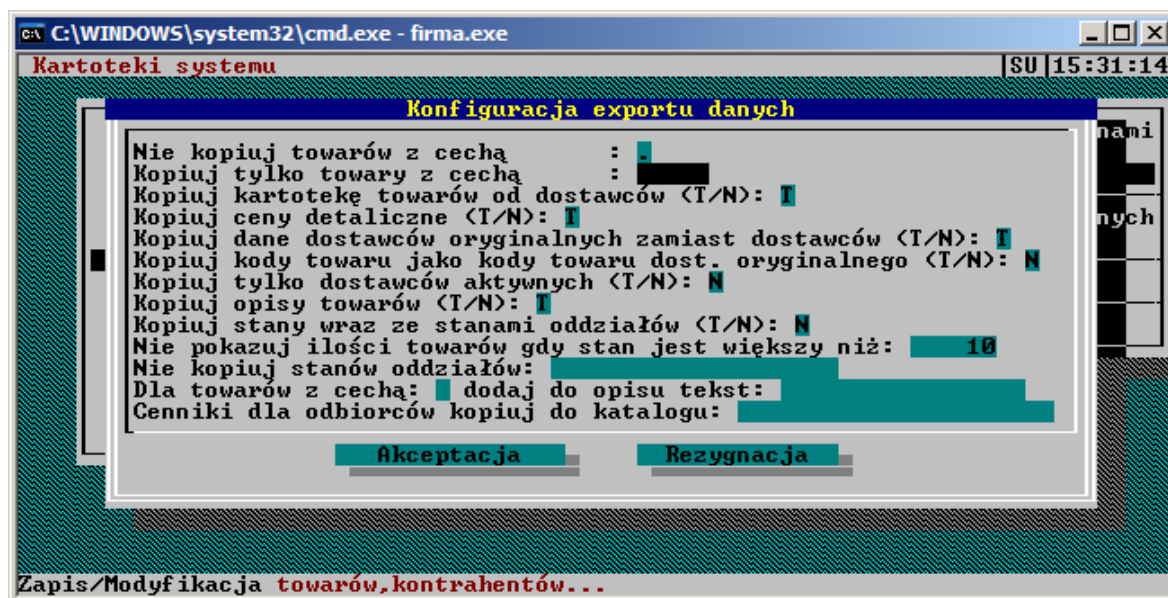 C:\WINDOWS\system32\cmd.exe - firma.exe
Kartoteki systemu |SU|15:31:14
Konfiguracja exportu danych
nami
Nie kopiuj towarów z cechą : .
Kopiuj tylko towary z cechą :
Kopiuj kartotekę towarów od dostawców (T/N): T
Kopiuj ceny detaliczne (T/N): T
nych
Kopiuj dane dostawców oryginalnych zamiast dostawców (T/N): T
Kopiuj kody towaru jako kody towaru dost. oryginalnego (T/N): N
Kopiuj tylko dostawców aktywnych (T/N): N
Kopiuj opisy towarów (T/N): T
Kopiuj stany wraz ze stanami oddziałów (T/N): N
Nie pokazuj ilości towarów gdy stan jest większy niż: 10
Nie kopiuj stanów oddziałów:
Dla towarów z cechą: dodaj do opisu tekst:
Cenniki dla odbiorców kopiuj do katalogu:
Akceptacja Rezygnacja
Zapis/Modyfikacja towarów,kontrahentów...